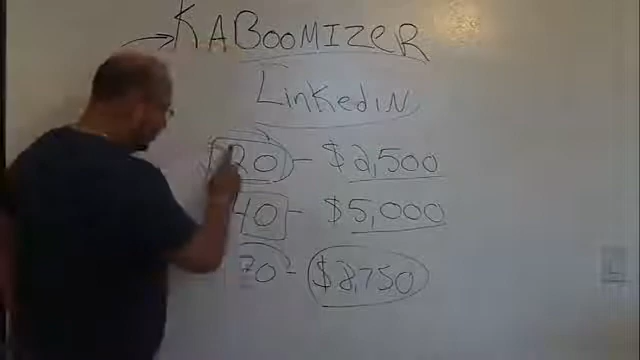 KABOOMIZER
LinkedIN
20 - $2,500
40 - $5,000
70 - $8,750